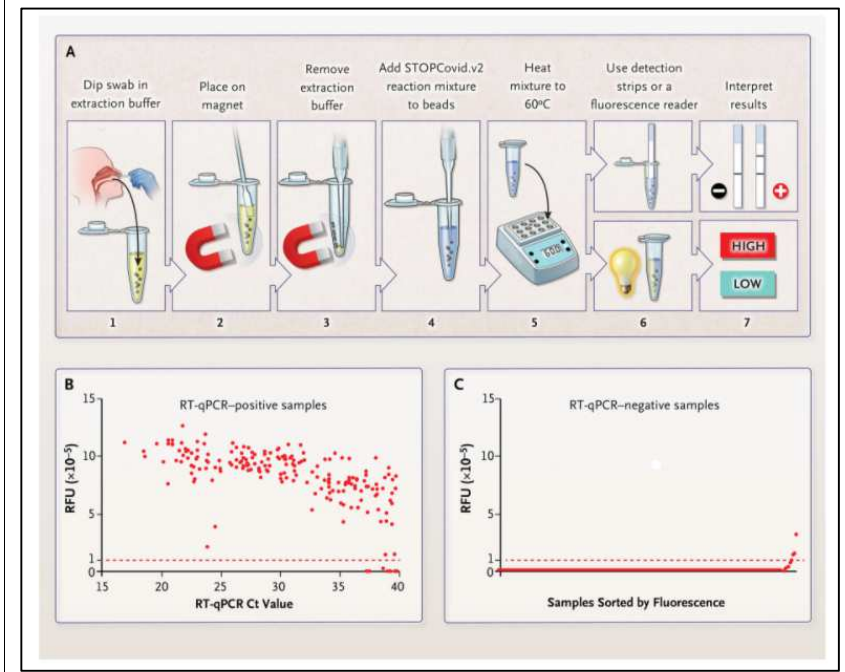 A
Dip swab in
extraction buffer
Place on
magnet
Remove
extraction
buffer
Add STOPCovid.v2
reaction mixture
to beads
Heat
mixture to
60ºC
Use detection
strips or a
fluorescence reader
Interpret
results
600
HIGH
LOW
1 2 3 4 5 6 7
B
RT-qPCR–positive samples
RFU (×10⁻⁵)
15
10
5
1
0
15 20 25 30 35 40
RT-qPCR Ct Value
C
RT-qPCR–negative samples
RFU (×10⁻⁵)
15
10
5
1
0
Samples Sorted by Fluorescence